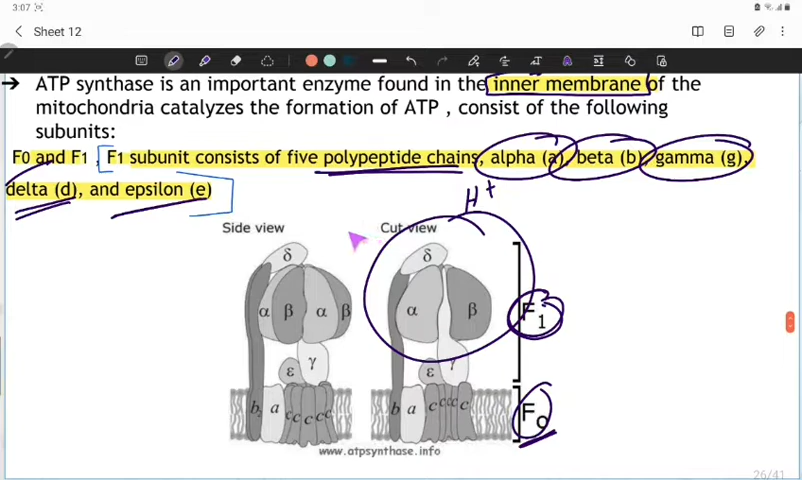 3:07
Sheet 12
→ ATP synthase is an important enzyme found in the inner membrane of the
mitochondria catalyzes the formation of ATP , consist of the following
subunits:
F0 and F1 , F1 subunit consists of five polypeptide chains, alpha (a), beta (b), gamma (g),
delta (d), and epsilon (e)
H+
Side view
Cut view
δ
δ
α β α β
α β
F1
ε γ
ε γ
b2 a c c c c c
b a c c c c c
Fo
www.atpsynthase.info
26/41